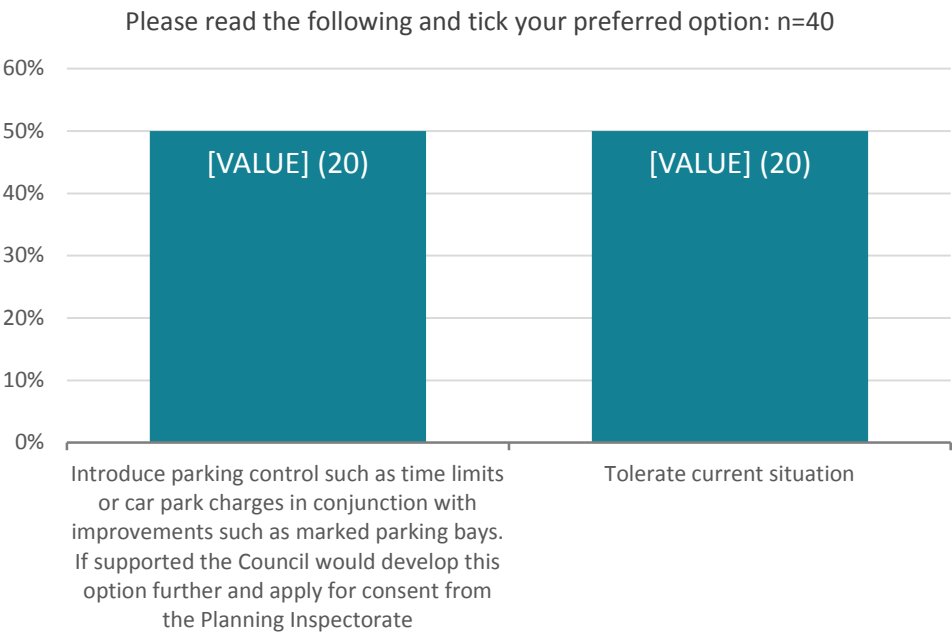 Please read the following and tick your preferred option: n=40
60%
50%
40%
30%
20%
10%
0%
[VALUE] (20)
[VALUE] (20)
Introduce parking control such as time limits
or car park charges in conjunction with
improvements such as marked parking bays.
If supported the Council would develop this
option further and apply for consent from
the Planning Inspectorate
Tolerate current situation